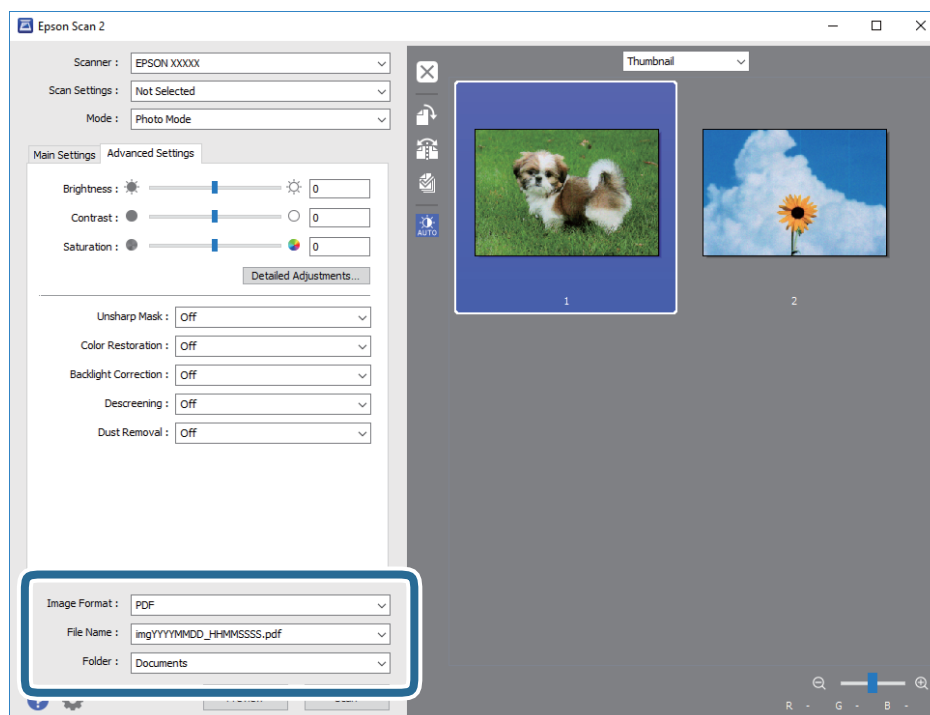 Epson Scan 2
Scanner : EPSON XXXXX
Scan Settings : Not Selected
Mode : Photo Mode
Main Settings Advanced Settings
Brightness : 0
Contrast : 0
Saturation : 0
Detailed Adjustments...
Unsharp Mask : Off
Color Restoration : Off
Backlight Correction : Off
Descreening : Off
Dust Removal : Off
Image Format : PDF
File Name : imgYYYYMMDD_HHMMSSSS.pdf
Folder : Documents
Thumbnail
AUTO
1
2
R - G - B -